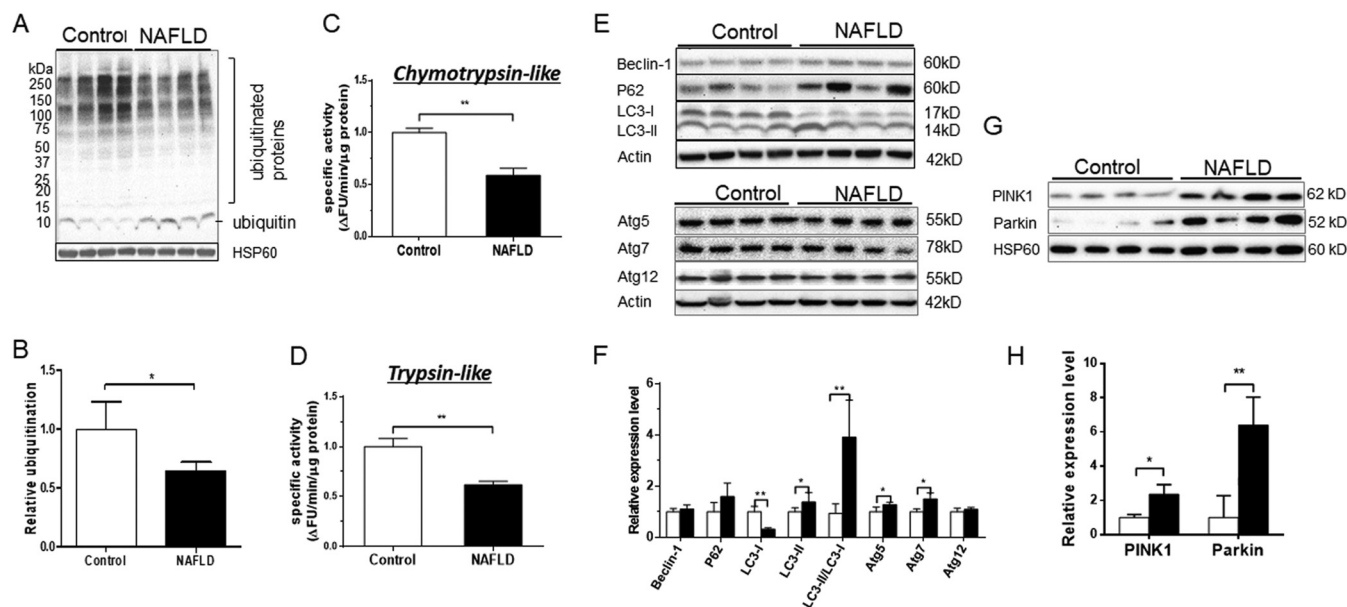 A
Control NAFLD
kDa
250
150
100
75
50
37
25
20
15
10
ubiquitinated
proteins
ubiquitin
HSP60
B
Relative ubiquitination
1.5
1.0
0.5
0.0
*
Control NAFLD
C
Chymotrypsin-like
specific activity
(ΔFU/min/µg protein)
1.5
1.0
0.5
0.0
**
Control NAFLD
D
Trypsin-like
specific activity
(ΔFU/min/µg protein)
1.5
1.0
0.5
0.0
**
Control NAFLD
E
Control NAFLD
Beclin-1 60kD
P62 60kD
LC3-I 17kD
LC3-II 14kD
Actin 42kD
Control NAFLD
Atg5 55kD
Atg7 78kD
Atg12 55kD
Actin 42kD
F
Relative expression level
6
4
2
0
** * ** * *
Beclin-1 P62 LC3-I LC3-II LC3-II/LC3-I Atg5 Atg7 Atg12
G
Control NAFLD
PINK1 62 kD
Parkin 52 kD
HSP60 60 kD
H
Relative expression level
10
8
6
4
2
0
* **
PINK1 Parkin